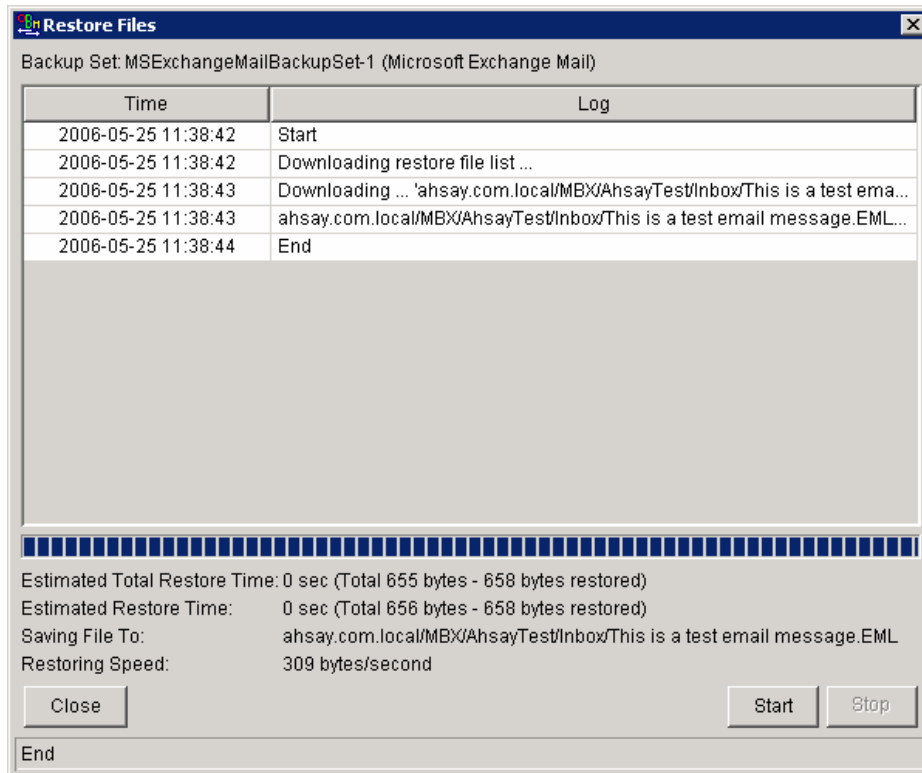 Restore Files
Backup Set: MSExchangeMailBackupSet-1 (Microsoft Exchange Mail)
Time Log
2006-05-25 11:38:42 Start
2006-05-25 11:38:42 Downloading restore file list ...
2006-05-25 11:38:43 Downloading ... 'ahsay.com.local/MBX/AhsayTest/Inbox/This is a test ema...
2006-05-25 11:38:43 ahsay.com.local/MBX/AhsayTest/Inbox/This is a test email message.EML...
2006-05-25 11:38:44 End
Estimated Total Restore Time: 0 sec (Total 655 bytes - 658 bytes restored)
Estimated Restore Time: 0 sec (Total 656 bytes - 658 bytes restored)
Saving File To: ahsay.com.local/MBX/AhsayTest/Inbox/This is a test email message.EML
Restoring Speed: 309 bytes/second
Close Start Stop
End